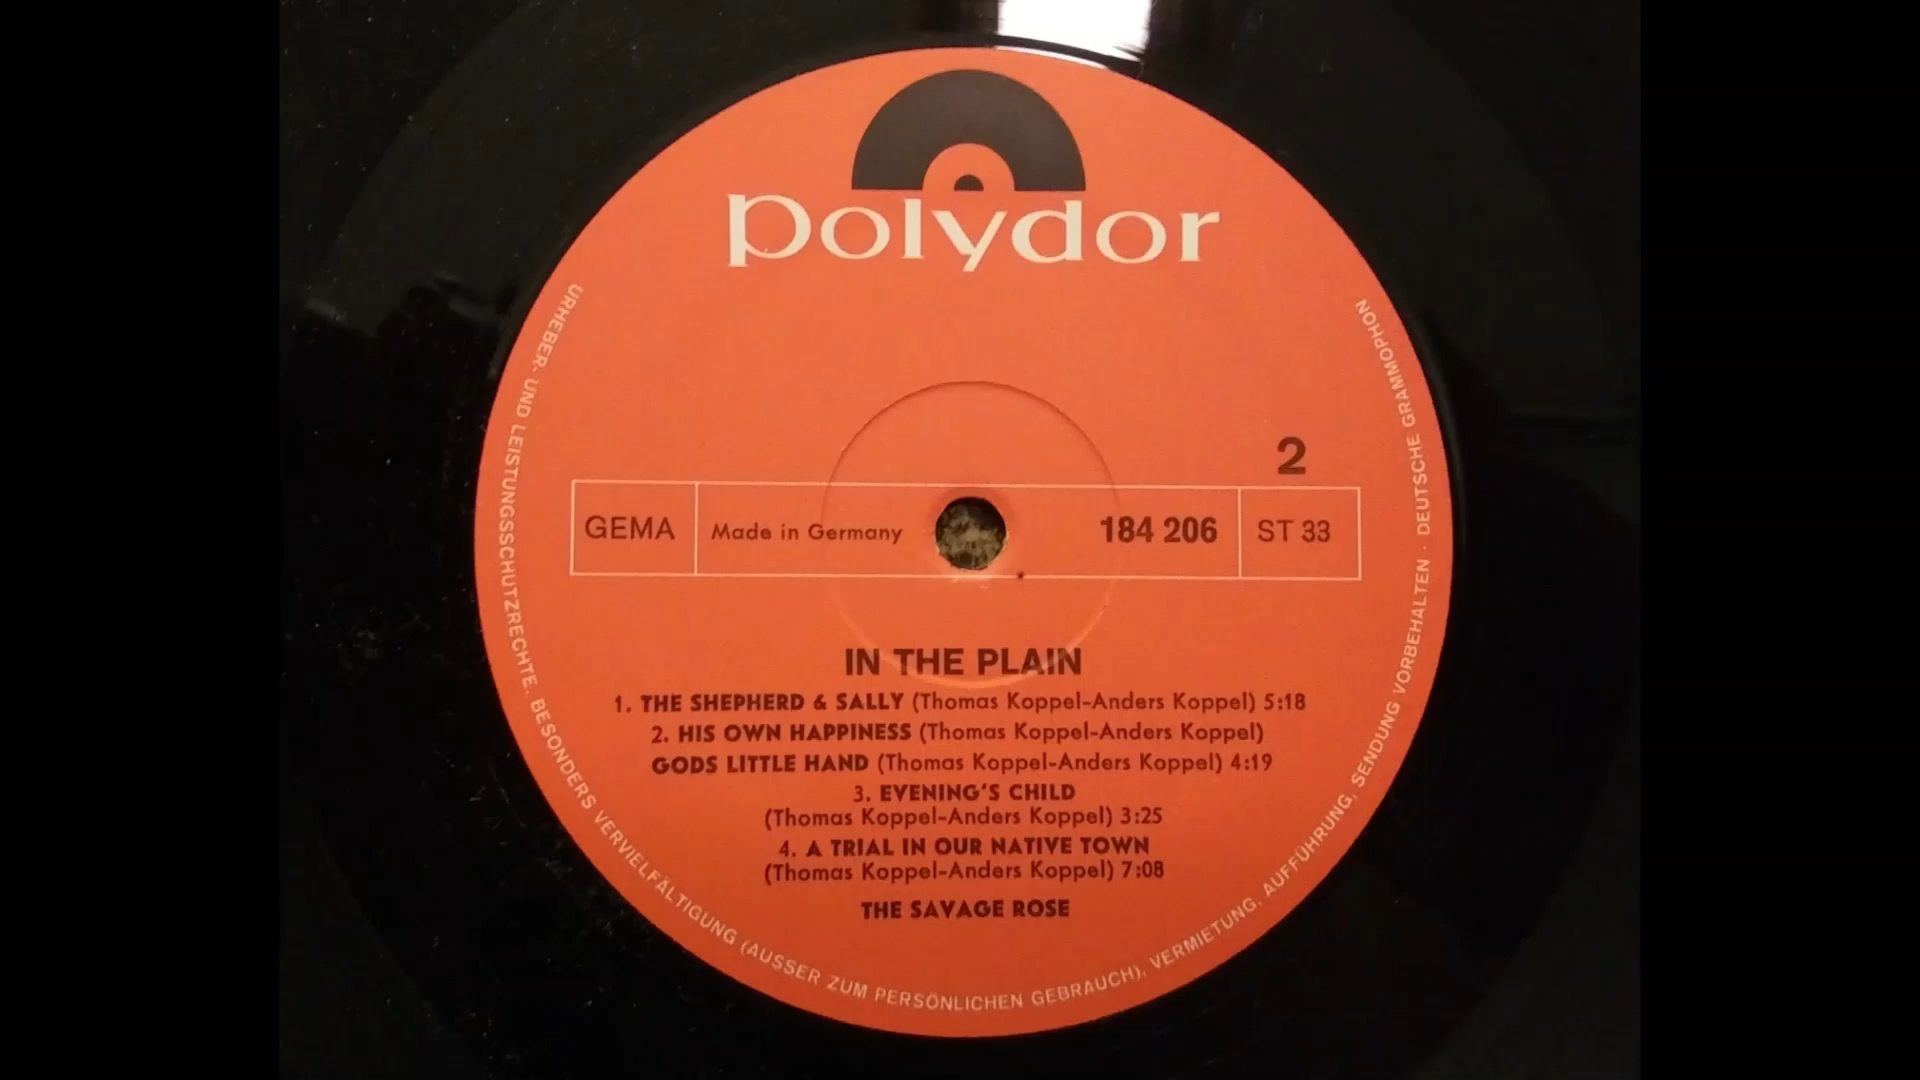 polydor
2
GEMA
Made in Germany
184 206
ST 33
IN THE PLAIN
1. THE SHEPHERD & SALLY (Thomas Koppel-Anders Koppel) 5:18
2. HIS OWN HAPPINESS (Thomas Koppel-Anders Koppel)
GODS LITTLE HAND (Thomas Koppel-Anders Koppel) 4:19
3. EVENING'S CHILD
(Thomas Koppel-Anders Koppel) 3:25
4. A TRIAL IN OUR NATIVE TOWN
(Thomas Koppel-Anders Koppel) 7:08
THE SAVAGE ROSE
URHEBER- UND LEISTUNGSSCHUTZRECHTE, BESONDERS VERVIELFÄLTIGUNG (AUSSER ZUM PERSÖNLICHEN GEBRAUCH), VERMIETUNG, AUFFÜHRUNG, SENDUNG VORBEHALTEN · DEUTSCHE GRAMMOPHON